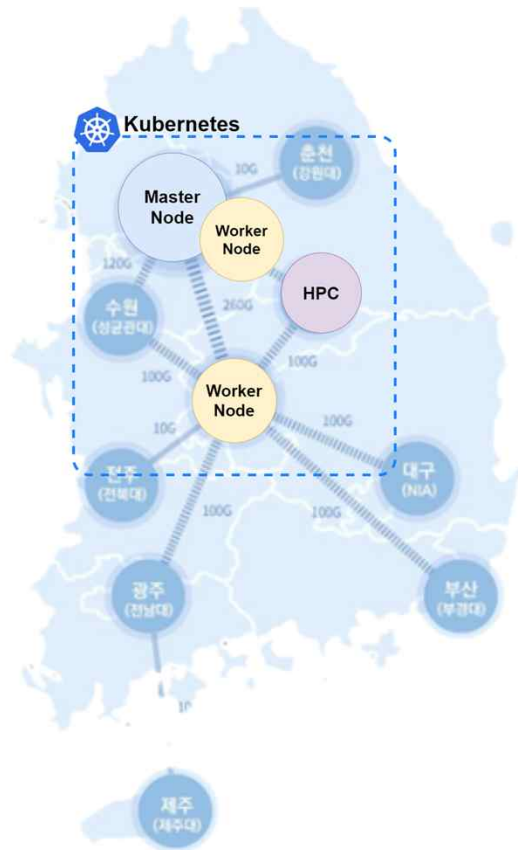 Kubernetes
춘천
(강원대)
10G
Master
Node
Worker
Node
120G
HPC
수원
(성균관대)
260G
100G
100G
Worker
Node
10G
100G
전주
(전북대)
대구
(NIA)
100G
100G
광주
(전남대)
부산
(부경대)
10
제주
(제주대)